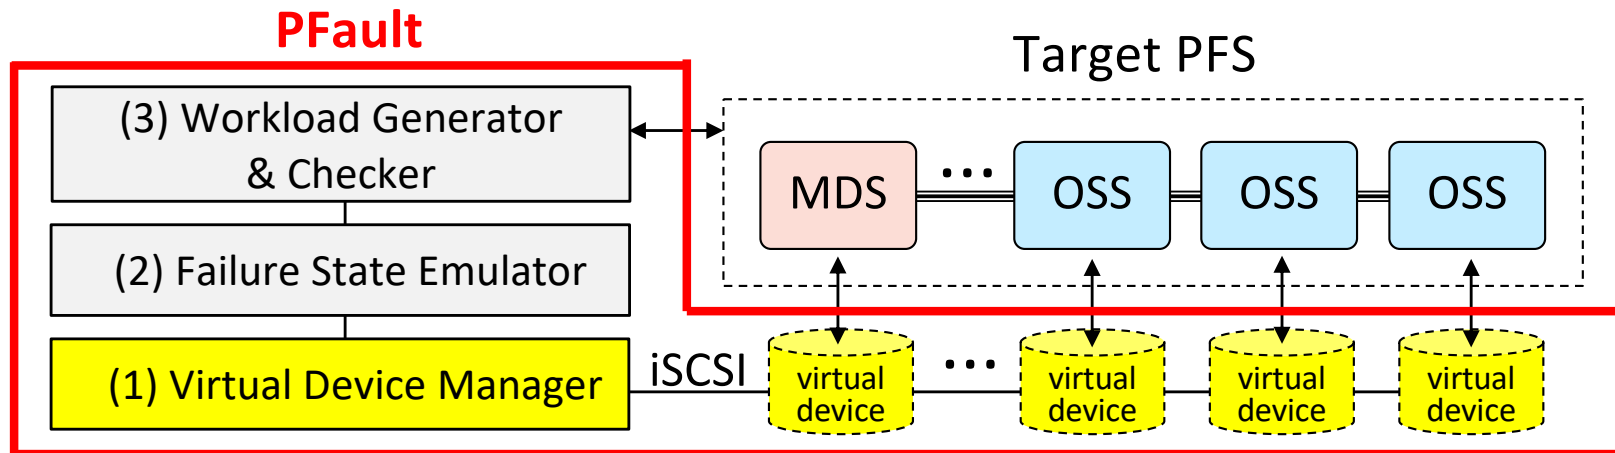 PFault
Target PFS
(3) Workload Generator
& Checker
MDS
...
OSS
OSS
OSS
(2) Failure State Emulator
(1) Virtual Device Manager
iSCSI
virtual
device
...
virtual
device
virtual
device
virtual
device